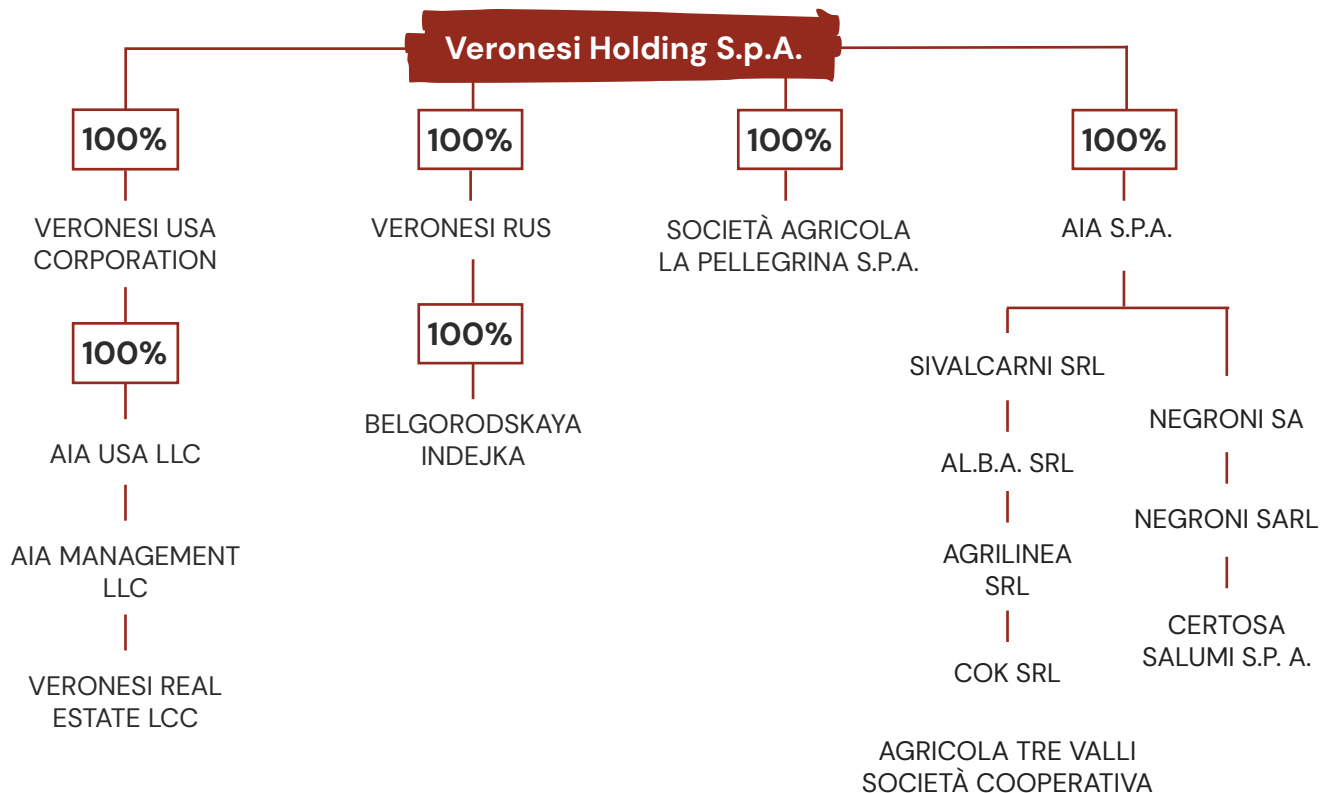 Veronesi Holding S.p.A.
100%
100%
100%
100%
VERONESI USA
CORPORATION
VERONESI RUS
SOCIETÀ AGRICOLA
LA PELLEGRINA S.P.A.
AIA S.P.A.
100%
100%
AIA USA LLC
AIA MANAGEMENT
LLC
VERONESI REAL
ESTATE LCC
BELGORODSKAYA
INDEJKA
SIVALCARNI SRL
AL.B.A. SRL
AGRILINEA
SRL
COK SRL
NEGRONI SA
NEGRONI SARL
CERTOSA
SALUMI S.P. A.
AGRICOLA TRE VALLI
SOCIETÀ COOPERATIVA